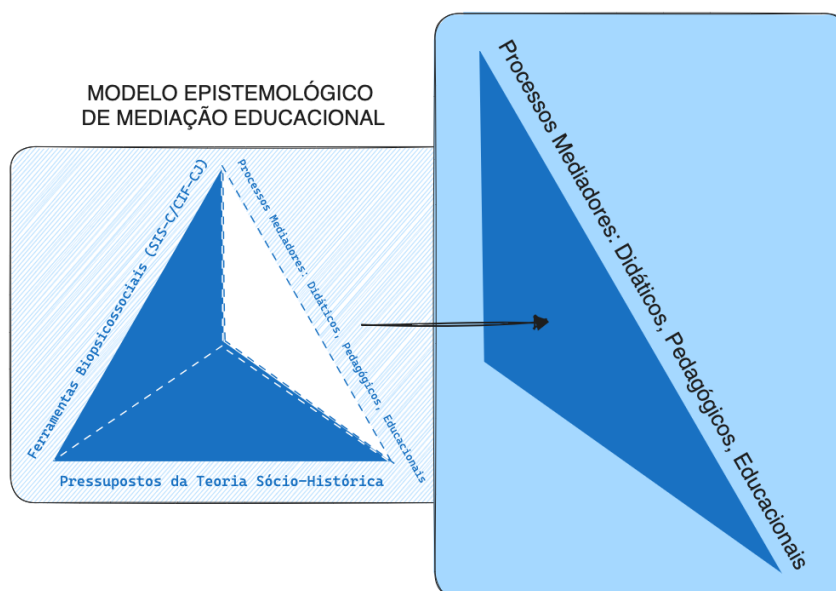 MODELO EPISTEMOLÓGICO
DE MEDIAÇÃO EDUCACIONAL
Ferramentas Biopsicossociais (SIS-C/CIF-CJ)
Processos Mediadores: Didáticos, Pedagógicos, Educacionais
Pressupostos da Teoria Sócio-Histórica
Processos Mediadores: Didáticos, Pedagógicos, Educacionais